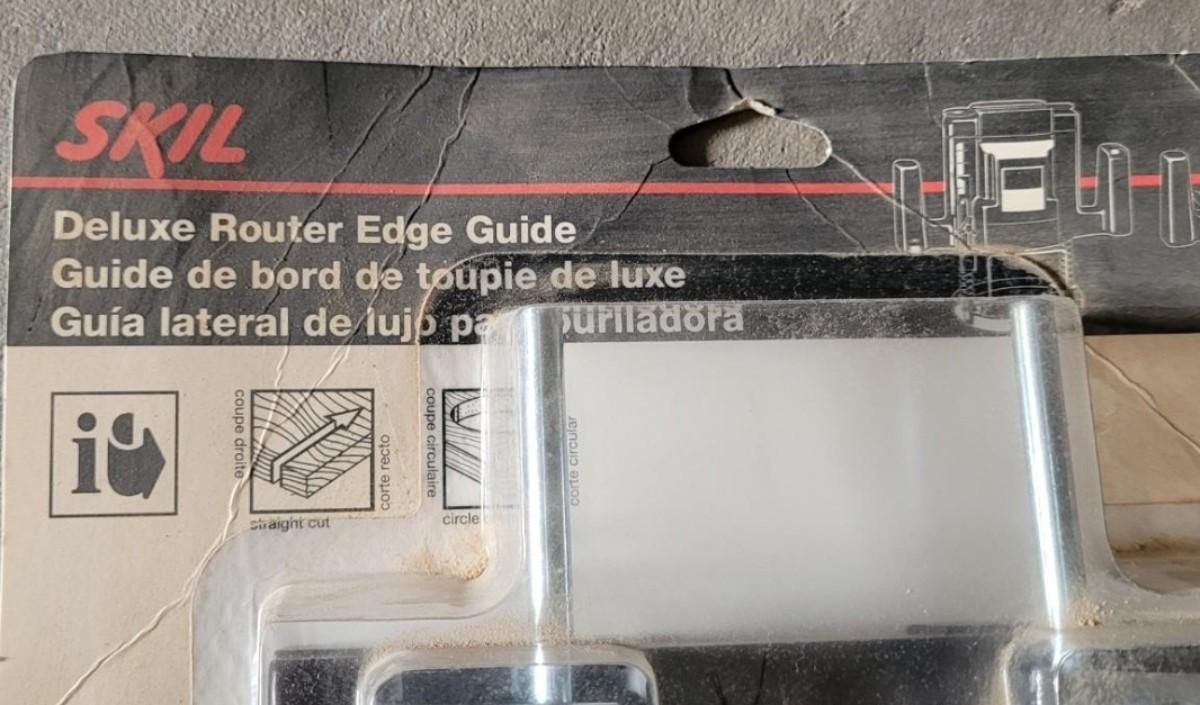 SKIL
Deluxe Router Edge Guide
Guide de bord de toupie de luxe
Guía lateral de lujo
coupe droite
corte recto
straight cut
coupe circulaire
corte circular
circle